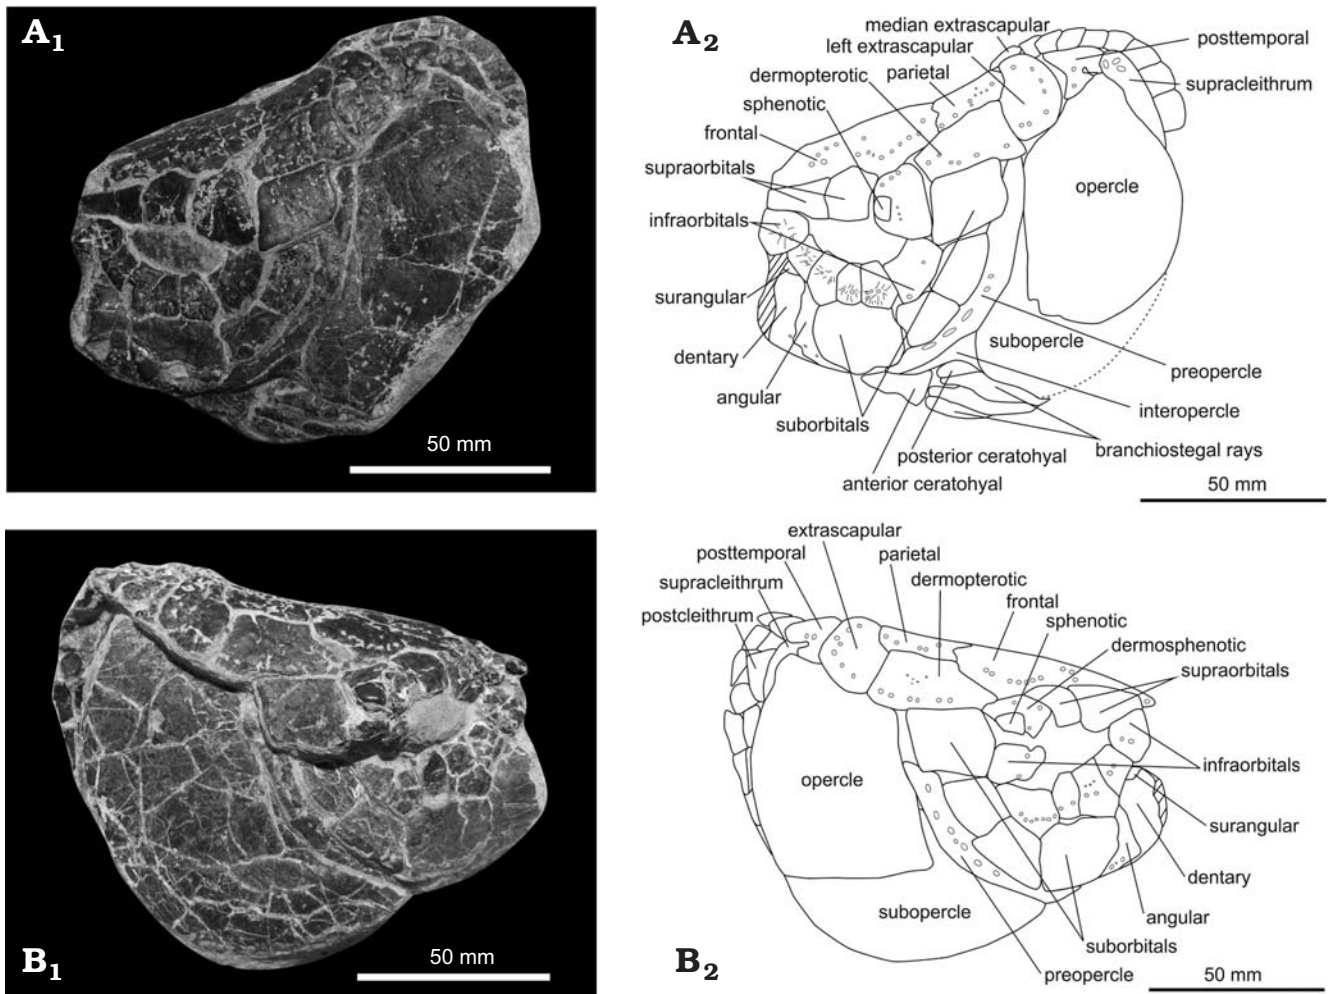 A1
50 mm
A2
median extrascapular
left extrascapular
dermopterotic
parietal
sphenotic
frontal
supraorbitals
infraorbitals
surangular
dentary
angular
suborbitals
posttemporal
supracleithrum
opercle
subopercle
preopercle
interopercle
branchiostegal rays
posterior ceratohyal
anterior ceratohyal
50 mm
B1
50 mm
B2
extrascapular
posttemporal
parietal
supracleithrum
dermopterotic
postcleithrum
frontal
sphenotic
dermosphenotic
supraorbitals
infraorbitals
opercle
surangular
dentary
subopercle
angular
suborbitals
preopercle
50 mm